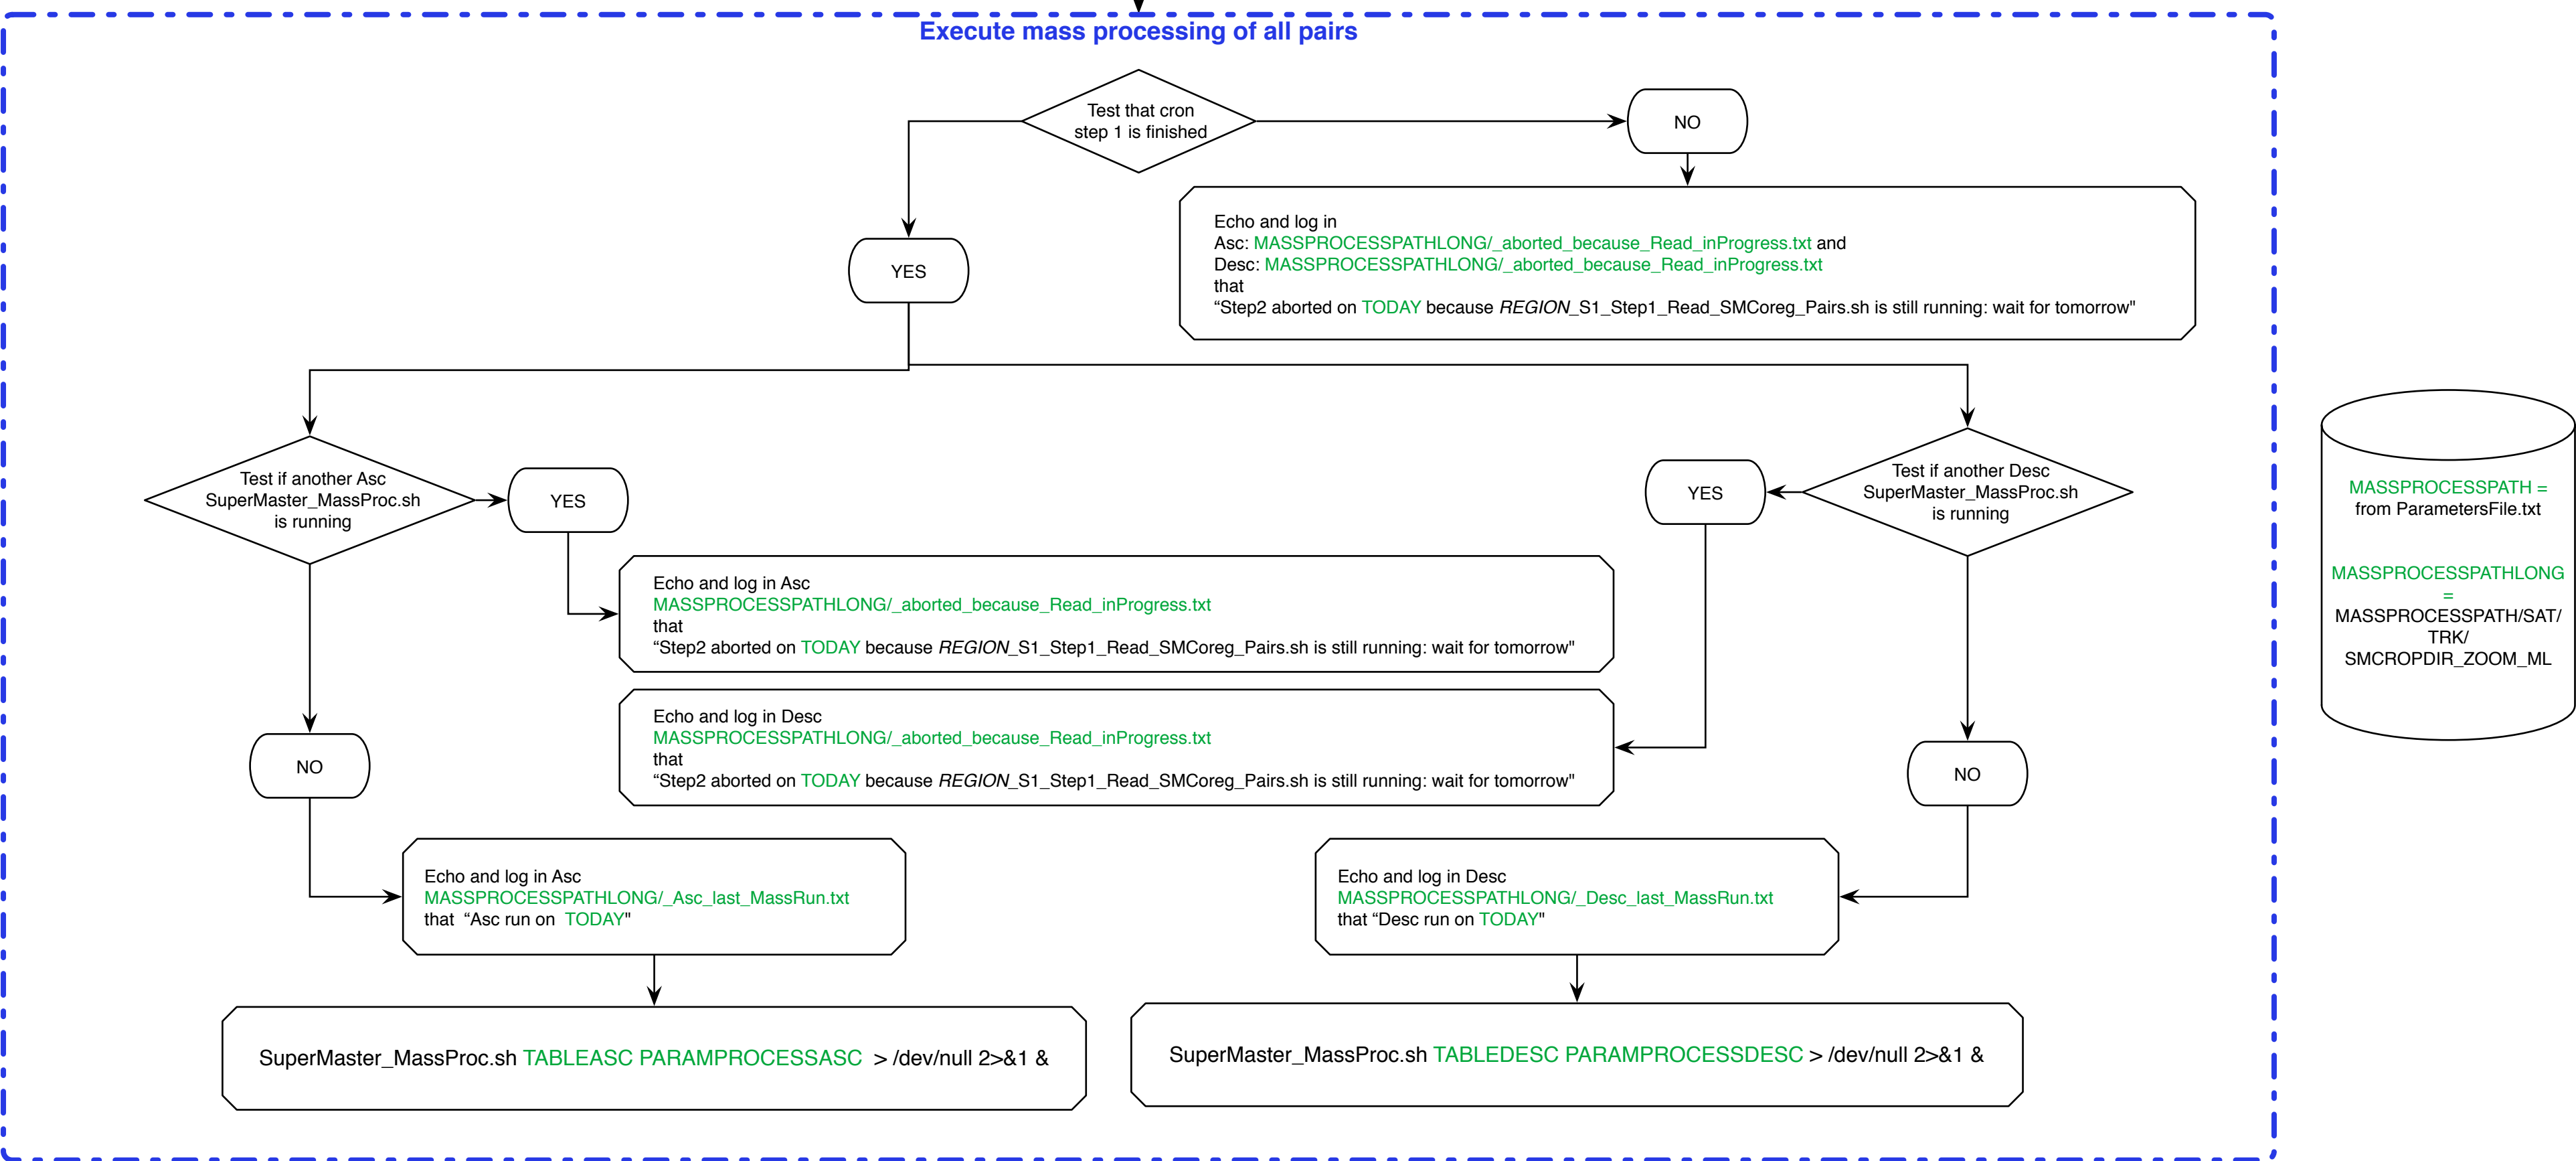 Execute mass processing of all pairs
Test that cron
step 1 is finished
NO
YES
Echo and log in
Asc: MASSPROCESSPATHLONG/_aborted_because_Read_inProgress.txt and
Desc: MASSPROCESSPATHLONG/_aborted_because_Read_inProgress.txt
that
“Step2 aborted on TODAY because REGION_S1_Step1_Read_SMCoreg_Pairs.sh is still running: wait for tomorrow"
Test if another Asc
SuperMaster_MassProc.sh
is running
YES
YES
Test if another Desc
SuperMaster_MassProc.sh
is running
Echo and log in Asc
MASSPROCESSPATHLONG/_aborted_because_Read_inProgress.txt
that
“Step2 aborted on TODAY because REGION_S1_Step1_Read_SMCoreg_Pairs.sh is still running: wait for tomorrow"
Echo and log in Desc
MASSPROCESSPATHLONG/_aborted_because_Read_inProgress.txt
that
“Step2 aborted on TODAY because REGION_S1_Step1_Read_SMCoreg_Pairs.sh is still running: wait for tomorrow"
NO
NO
Echo and log in Asc
MASSPROCESSPATHLONG/_Asc_last_MassRun.txt
that “Asc run on TODAY"
Echo and log in Desc
MASSPROCESSPATHLONG/_Desc_last_MassRun.txt
that “Desc run on TODAY"
SuperMaster_MassProc.sh TABLEASC PARAMPROCESSASC > /dev/null 2>&1 &
SuperMaster_MassProc.sh TABLEDESC PARAMPROCESSDESC > /dev/null 2>&1 &
MASSPROCESSPATH =
from ParametersFile.txt
MASSPROCESSPATHLONG
=
MASSPROCESSPATH/SAT/
TRK/
SMCROPDIR_ZOOM_ML